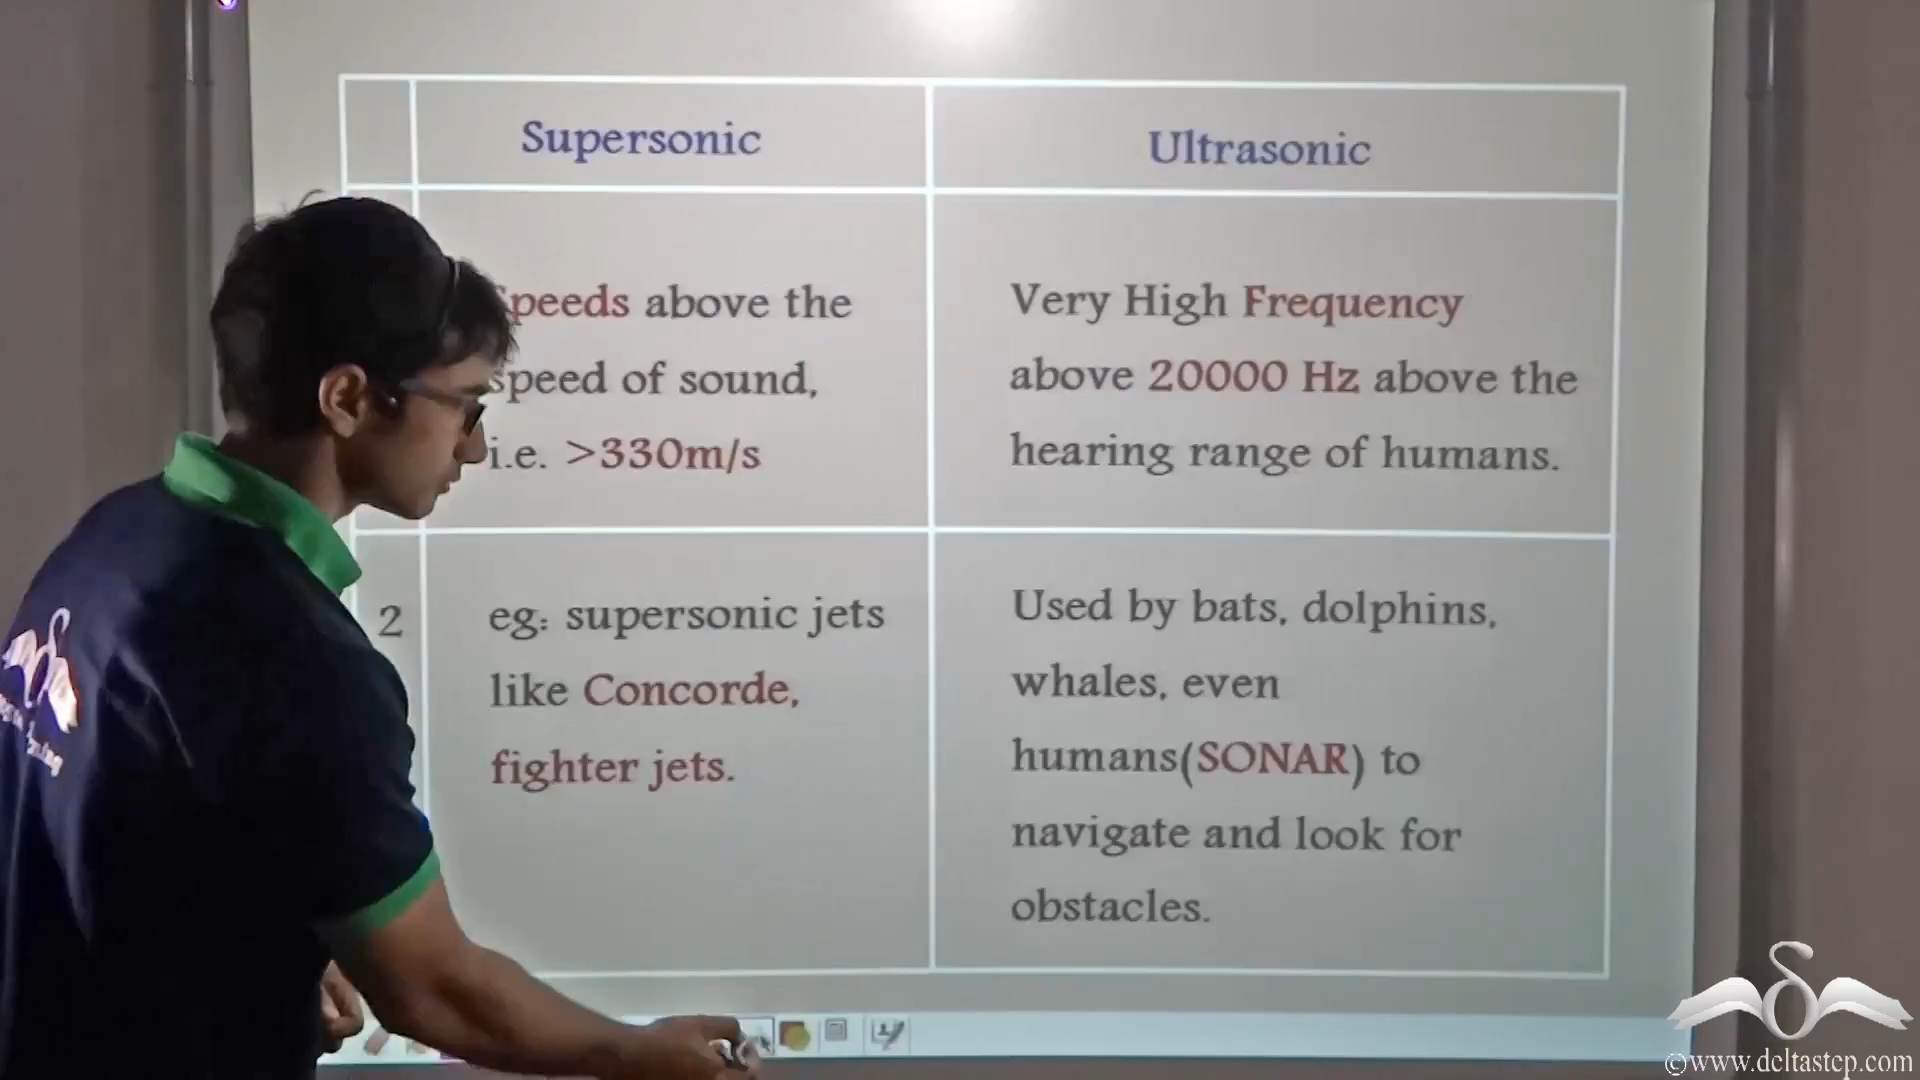 Supersonic
Ultrasonic
Speeds above the
speed of sound,
i.e. >330m/s
Very High Frequency
above 20000 Hz above the
hearing range of humans.
2
eg: supersonic jets
like Concorde,
fighter jets.
Used by bats, dolphins,
whales, even
humans(SONAR) to
navigate and look for
obstacles.
©www.deltastep.com